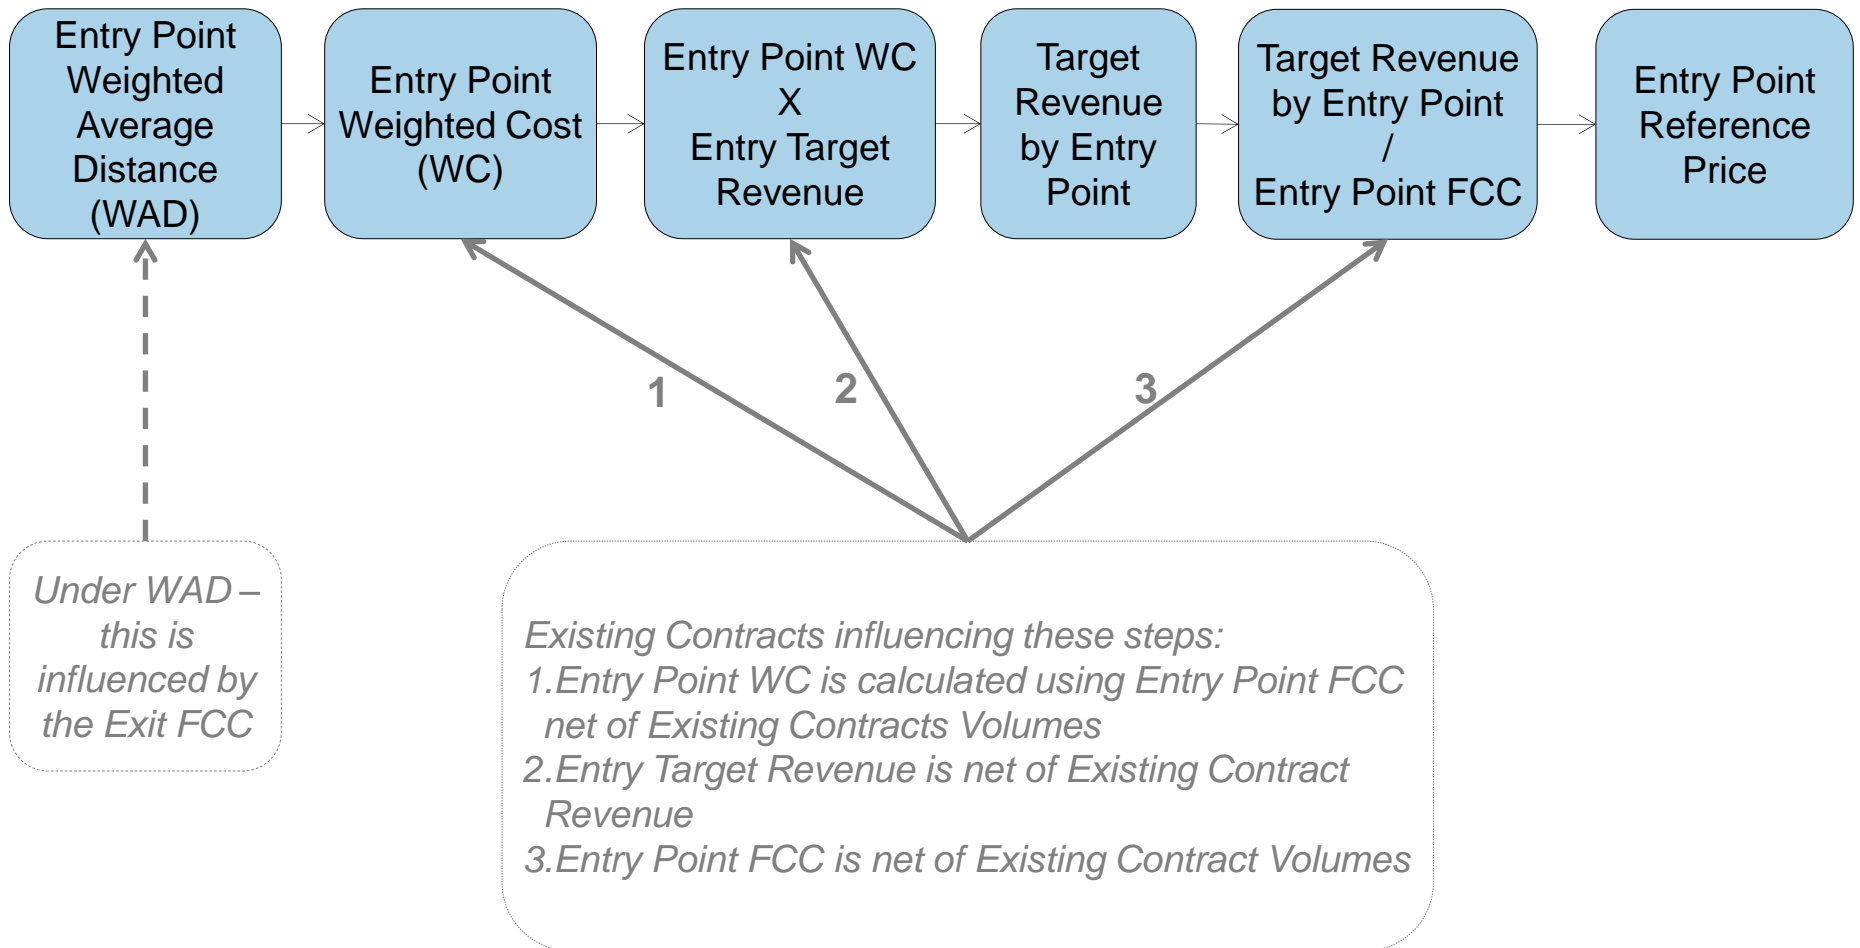 Entry Point
Weighted
Average
Distance
(WAD)
Entry Point
Weighted Cost
(WC)
Entry Point WC
X
Entry Target
Revenue
Target
Revenue
by Entry
Point
Target Revenue
by Entry Point
/
Entry Point FCC
Entry Point
Reference
Price
1
2
3
Under WAD –
this is
influenced by
the Exit FCC
Existing Contracts influencing these steps:
1.Entry Point WC is calculated using Entry Point FCC
net of Existing Contracts Volumes
2.Entry Target Revenue is net of Existing Contract
Revenue
3.Entry Point FCC is net of Existing Contract Volumes